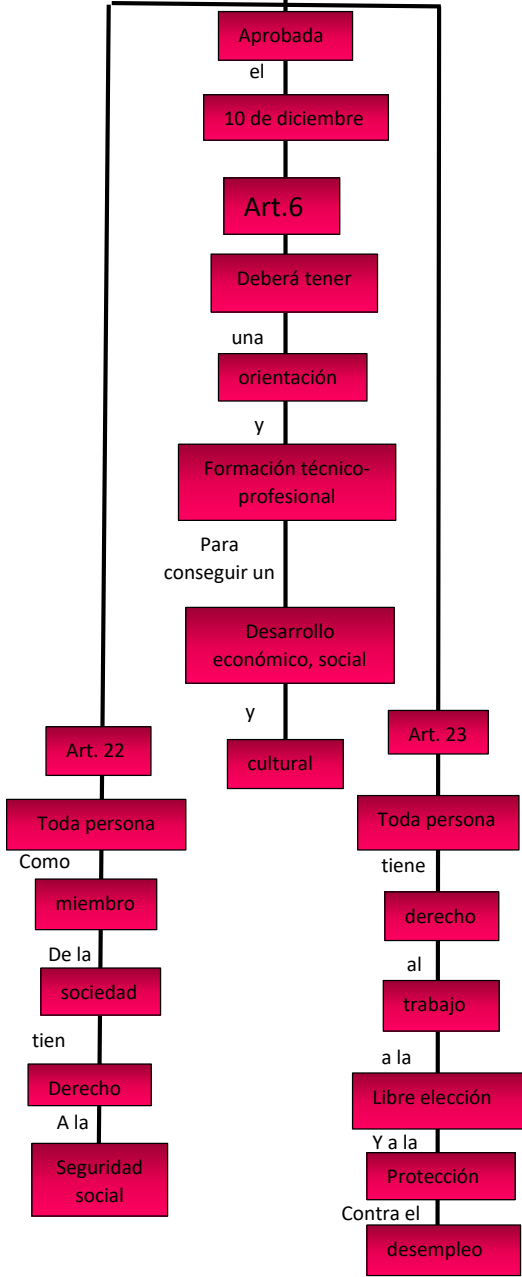 Aprobada
el
10 de diciembre
Art.6
Deberá tener
una
orientación
y
Formación técnico-
profesional
Para
conseguir un
Desarrollo
económico, social
y
cultural
Art. 22
Toda persona
Como
miembro
De la
sociedad
tien
Derecho
A la
Seguridad
social
Art. 23
Toda persona
tiene
derecho
al
trabajo
a la
Libre elección
Y a la
Protección
Contra el
desempleo